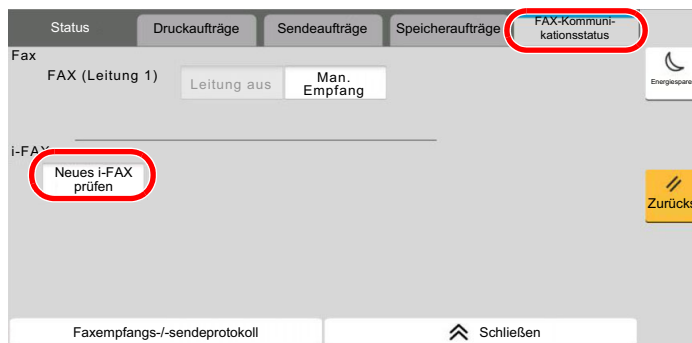 Status
Druckaufträge
Sendeaufträge
Speicheraufträge
FAX-Kommuni-
kationsstatus
Fax
FAX (Leitung 1)
Leitung aus
Man.
Empfang
Energiespare
i-FAX
Neues i-FAX
prüfen
Zurücks
Faxempfangs-/-sendeprotokoll
Schließen